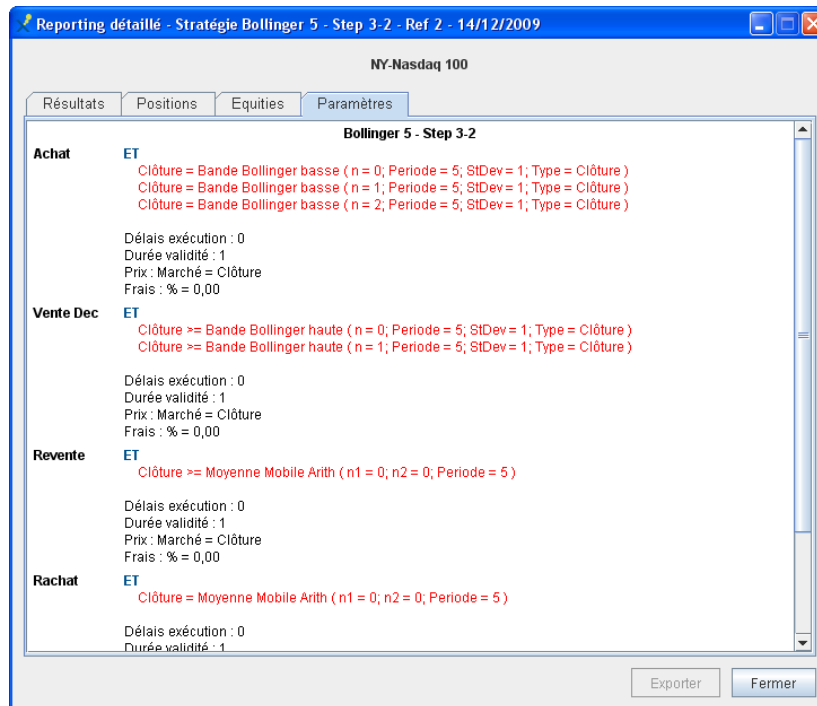 Reporting détaillé - Stratégie Bollinger 5 - Step 3-2 - Ref 2 - 14/12/2009
NY-Nasdaq 100
Résultats Positions Equities Paramètres
Bollinger 5 - Step 3-2
Achat ET
Clôture = Bande Bollinger basse ( n = 0; Periode = 5; StDev = 1; Type = Clôture )
Clôture = Bande Bollinger basse ( n = 1; Periode = 5; StDev = 1; Type = Clôture )
Clôture = Bande Bollinger basse ( n = 2; Periode = 5; StDev = 1; Type = Clôture )
Délais exécution : 0
Durée validité : 1
Prix : Marché = Clôture
Frais : % = 0,00
Vente Dec ET
Clôture >= Bande Bollinger haute ( n = 0; Periode = 5; StDev = 1; Type = Clôture )
Clôture >= Bande Bollinger haute ( n = 1; Periode = 5; StDev = 1; Type = Clôture )
Délais exécution : 0
Durée validité : 1
Prix : Marché = Clôture
Frais : % = 0,00
Revente ET
Clôture >= Moyenne Mobile Arith ( n1 = 0; n2 = 0; Periode = 5 )
Délais exécution : 0
Durée validité : 1
Prix : Marché = Clôture
Frais : % = 0,00
Rachat ET
Clôture = Moyenne Mobile Arith ( n1 = 0; n2 = 0; Periode = 5 )
Délais exécution : 0
Durée validité : 1
Exporter Fermer